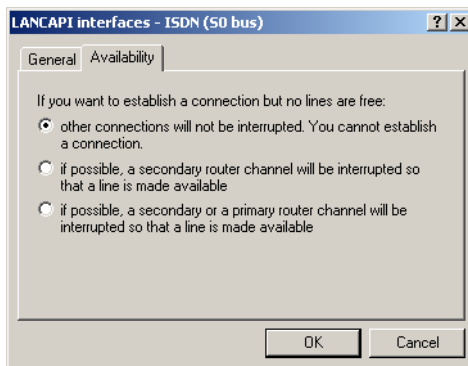 LANCAPI interfaces - ISDN (S0 bus)
General
Availability
If you want to establish a connection but no lines are free:
other connections will not be interrupted. You cannot establish
a connection.
if possible, a secondary router channel will be interrupted so
that a line is made available
if possible, a secondary or a primary router channel will be
interrupted so that a line is made available
OK
Cancel